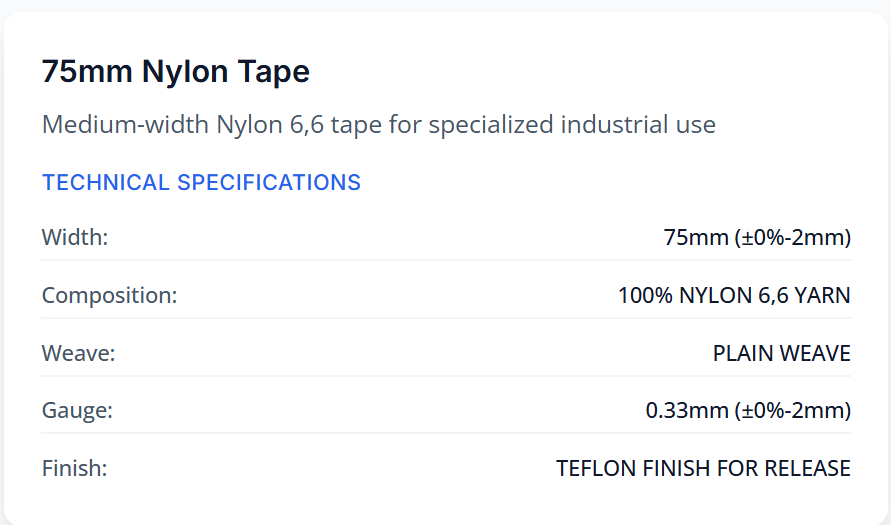 75mm Nylon Tape
Medium-width Nylon 6,6 tape for specialized industrial use
TECHNICAL SPECIFICATIONS
Width: 75mm (±0%-2mm)
Composition: 100% NYLON 6,6 YARN
Weave: PLAIN WEAVE
Gauge: 0.33mm (±0%-2mm)
Finish: TEFLON FINISH FOR RELEASE